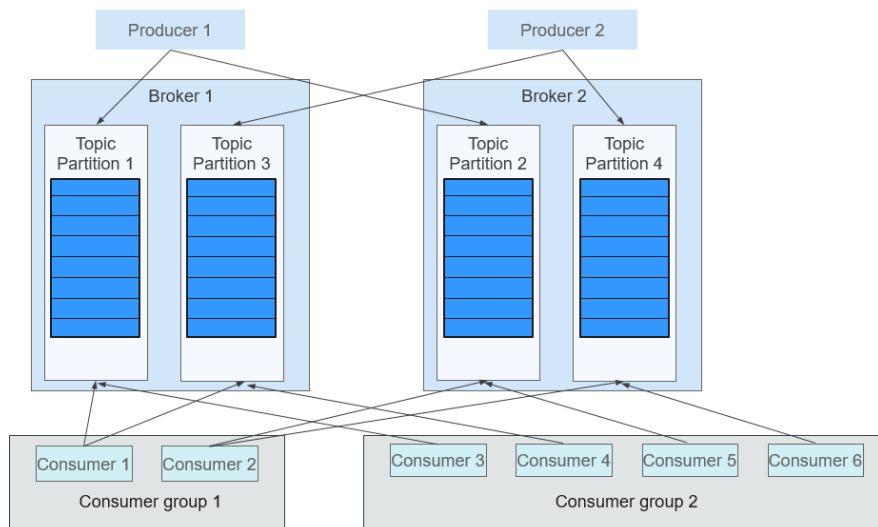 Producer 1
Producer 2
Broker 1
Broker 2
Topic
Partition 1
Topic
Partition 3
Topic
Partition 2
Topic
Partition 4
Consumer 1
Consumer 2
Consumer 3
Consumer 4
Consumer 5
Consumer 6
Consumer group 1
Consumer group 2